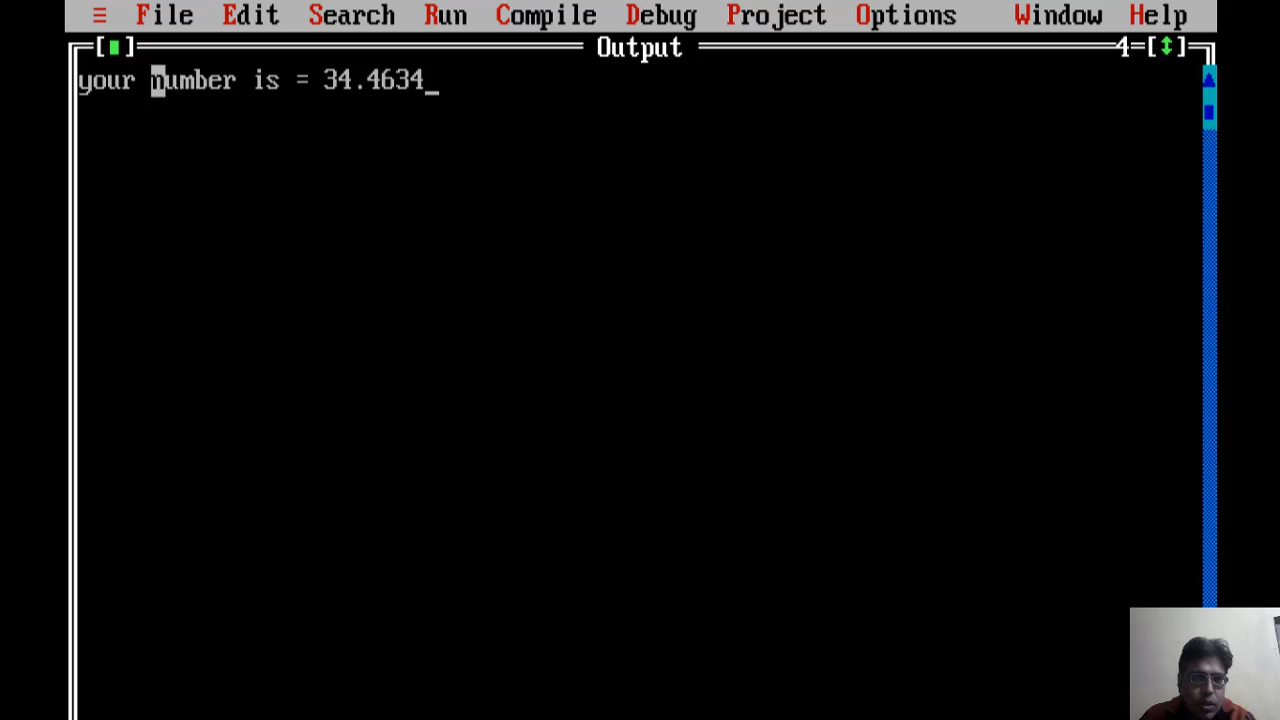 ≡ File Edit Search Run Compile Debug Project Options Window Help
[■] Output 4=[↕]
your number is = 34.4634_